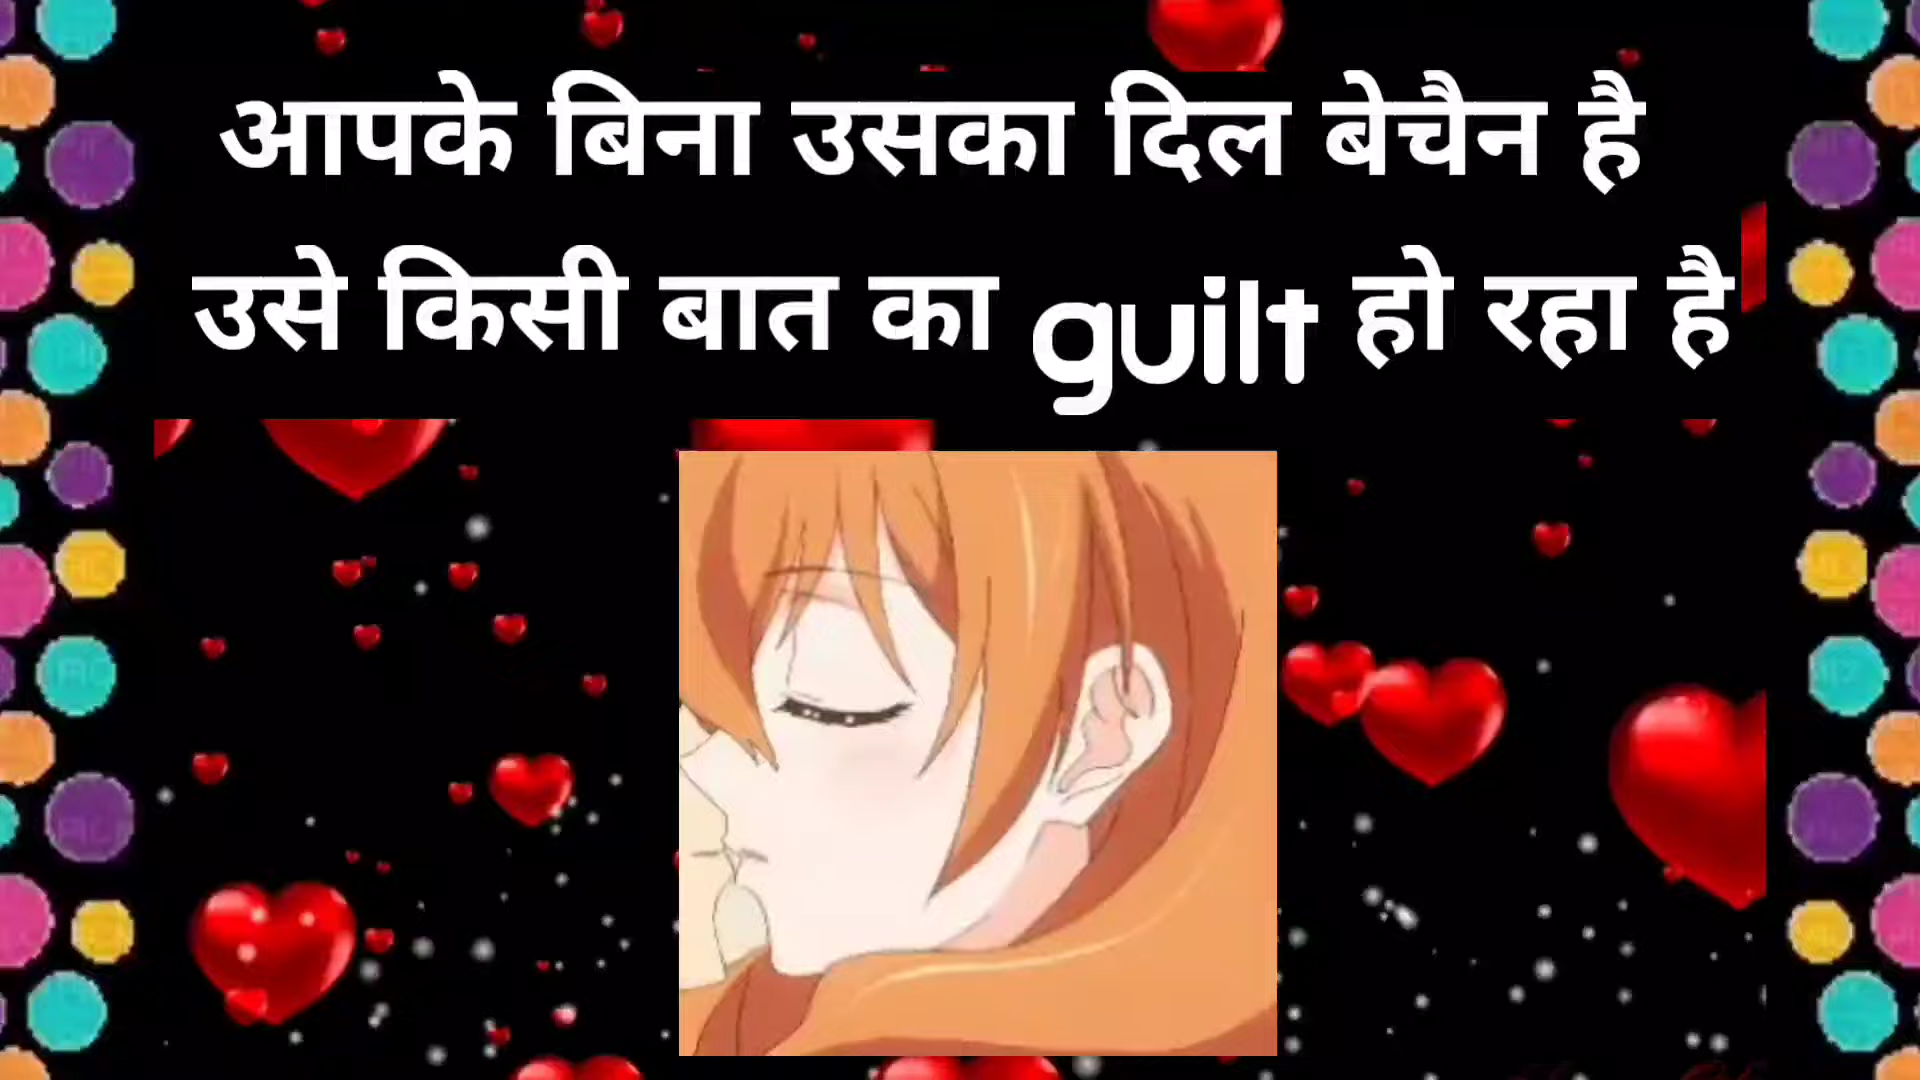 आपके बिना उसका दिल बेचैन है
उसे किसी बात का guilt हो रहा है